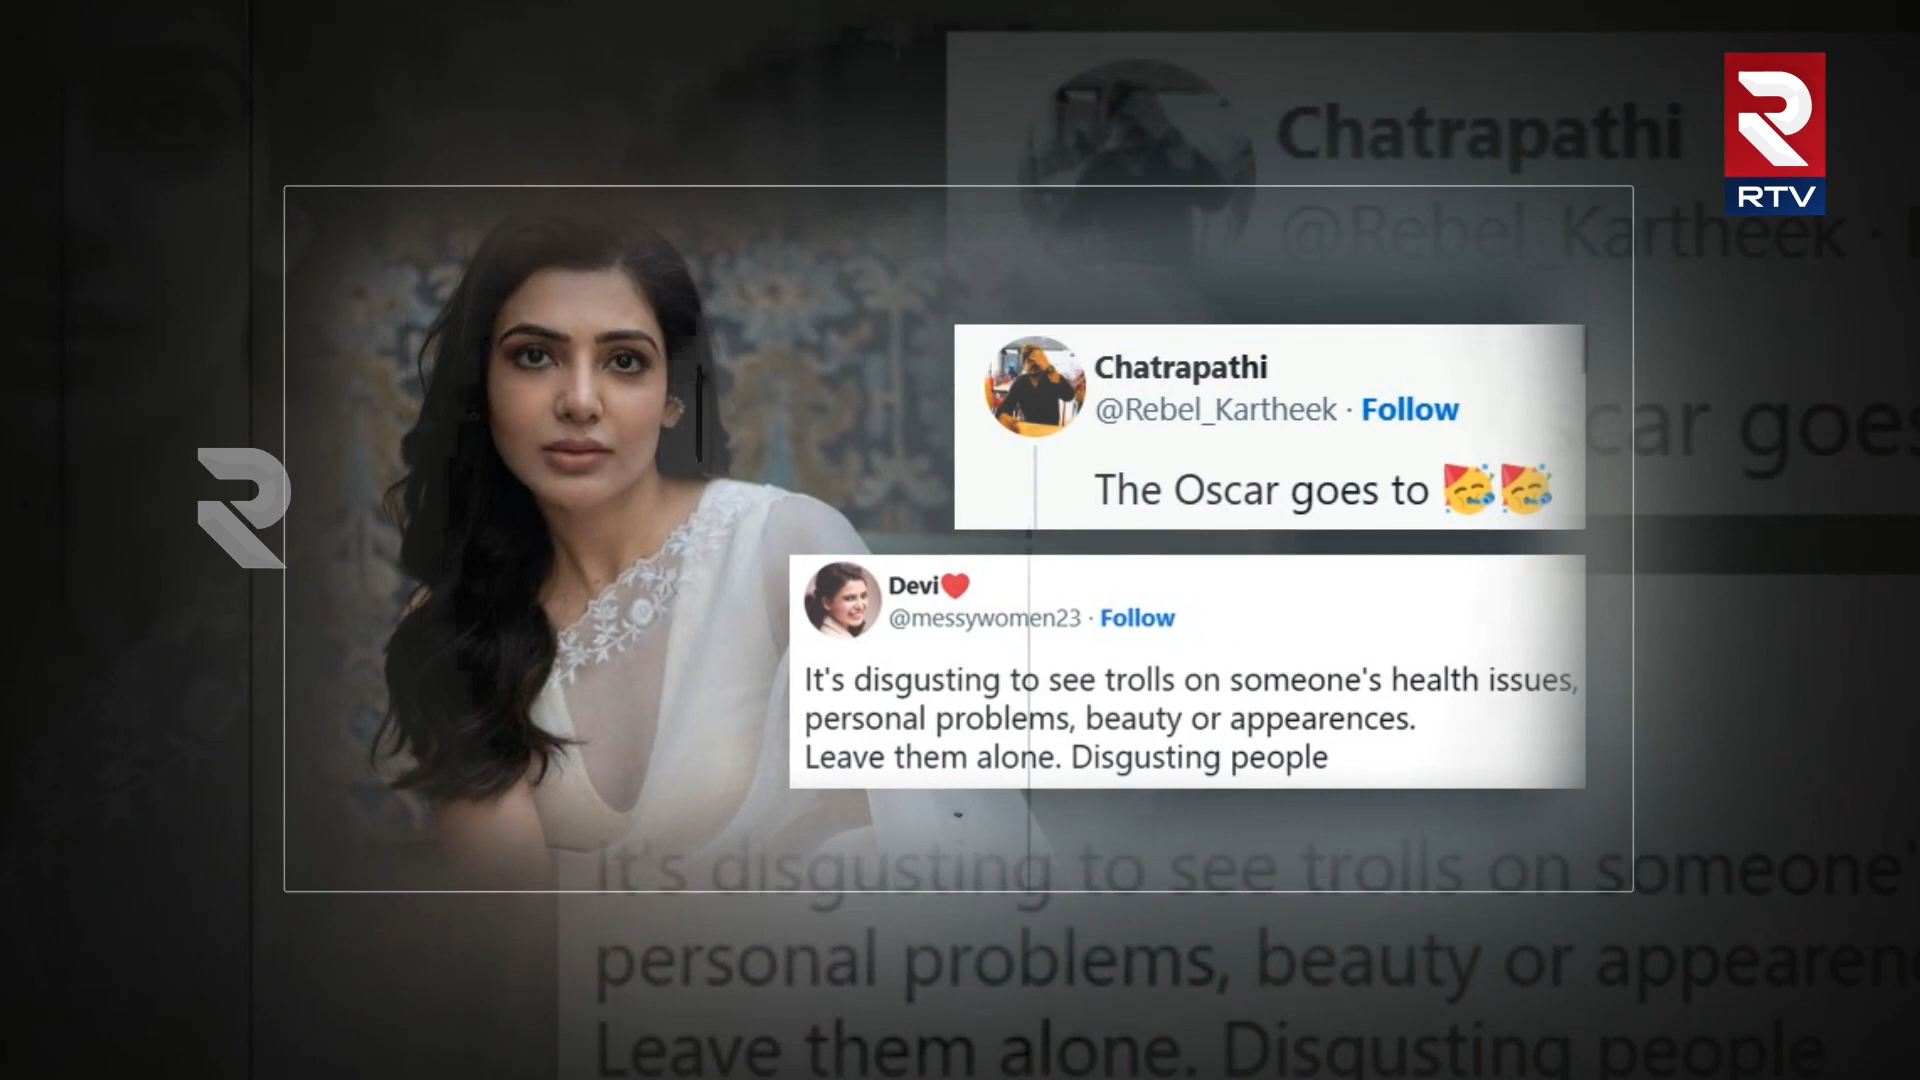 Chatrapathi
@Rebel_Kartheek ·
RTV
Chatrapathi
@Rebel_Kartheek · Follow
car goes
The Oscar goes to 🥳🥳
Devi❤️
@messywomen23 · Follow
It's disgusting to see trolls on someone's health issues,
personal problems, beauty or appearences.
Leave them alone. Disgusting people
It's disgusting to see trolls on someone'
personal problems, beauty or appearen
Leave them alone. Disgusting people